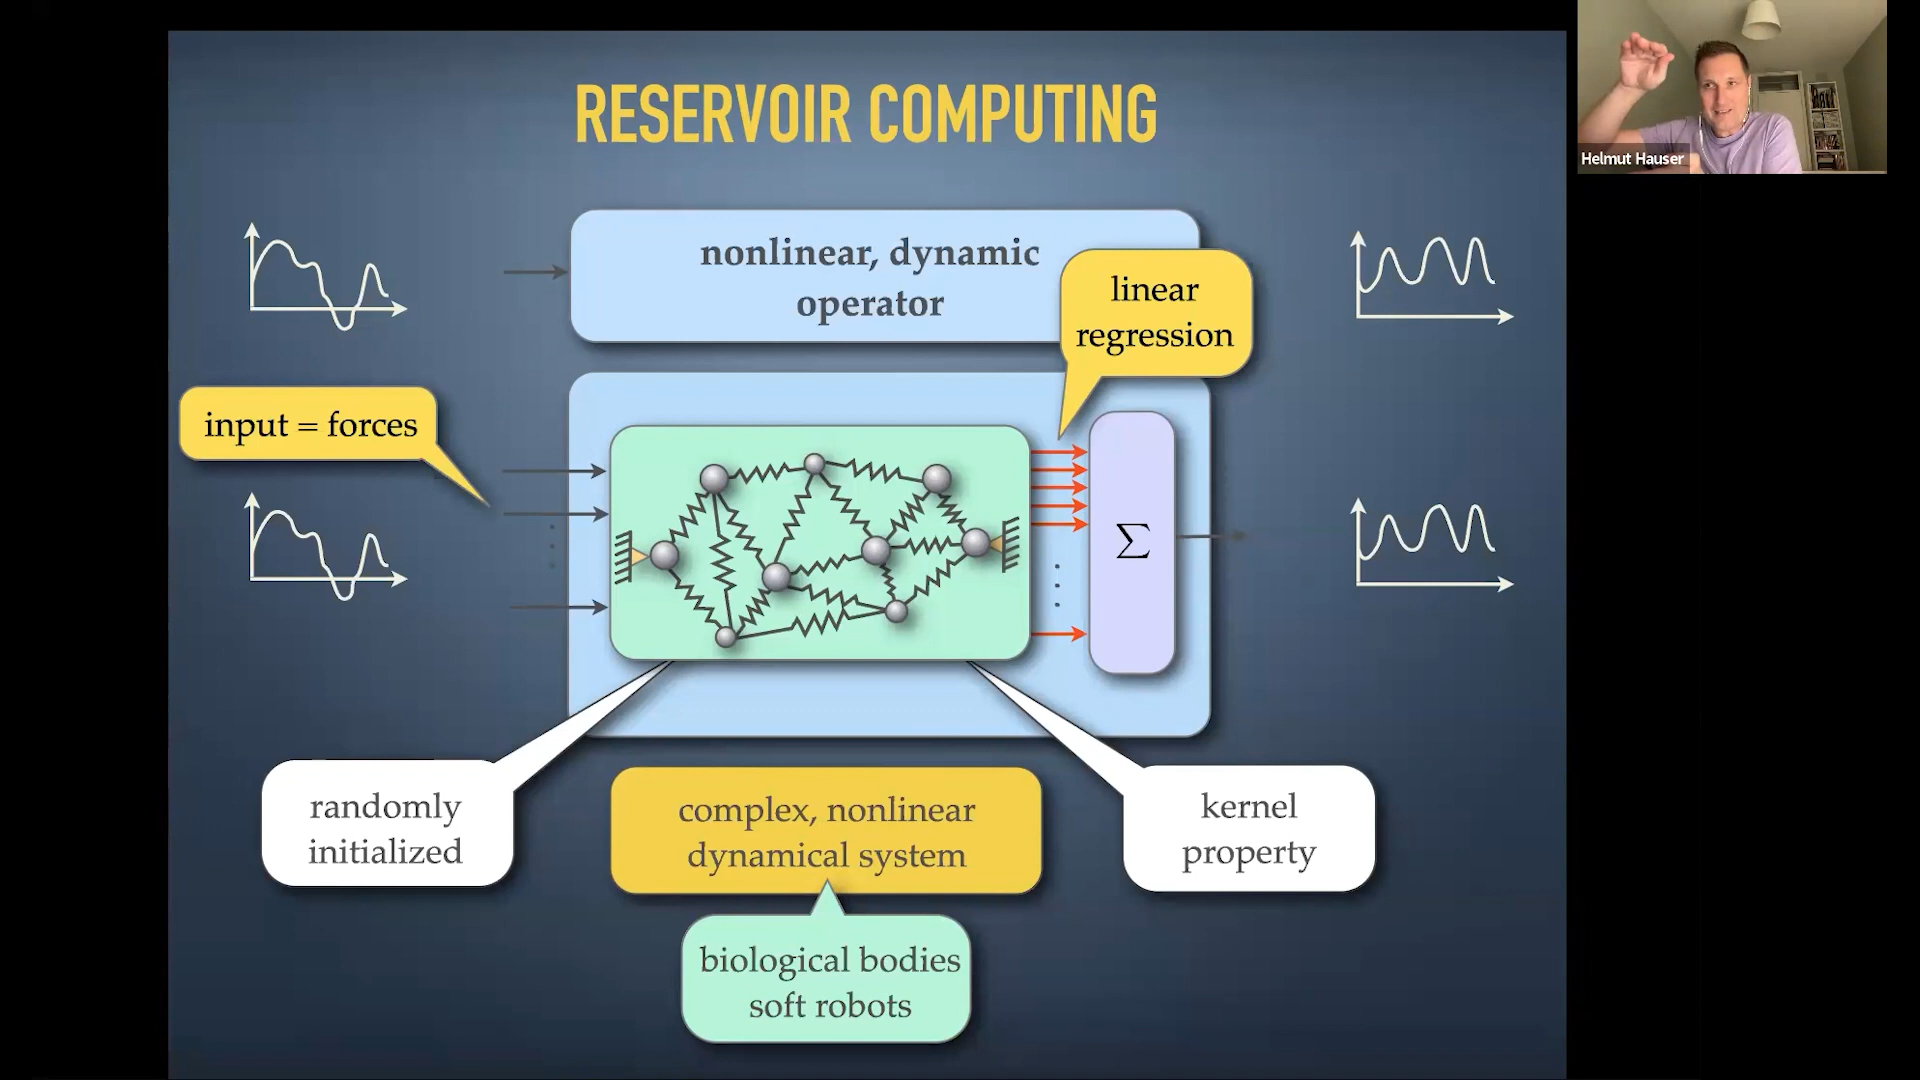 RESERVOIR COMPUTING
Helmut Hauser
nonlinear, dynamic
operator
linear
regression
input = forces
Σ
randomly
initialized
complex, nonlinear
dynamical system
kernel
property
biological bodies
soft robots